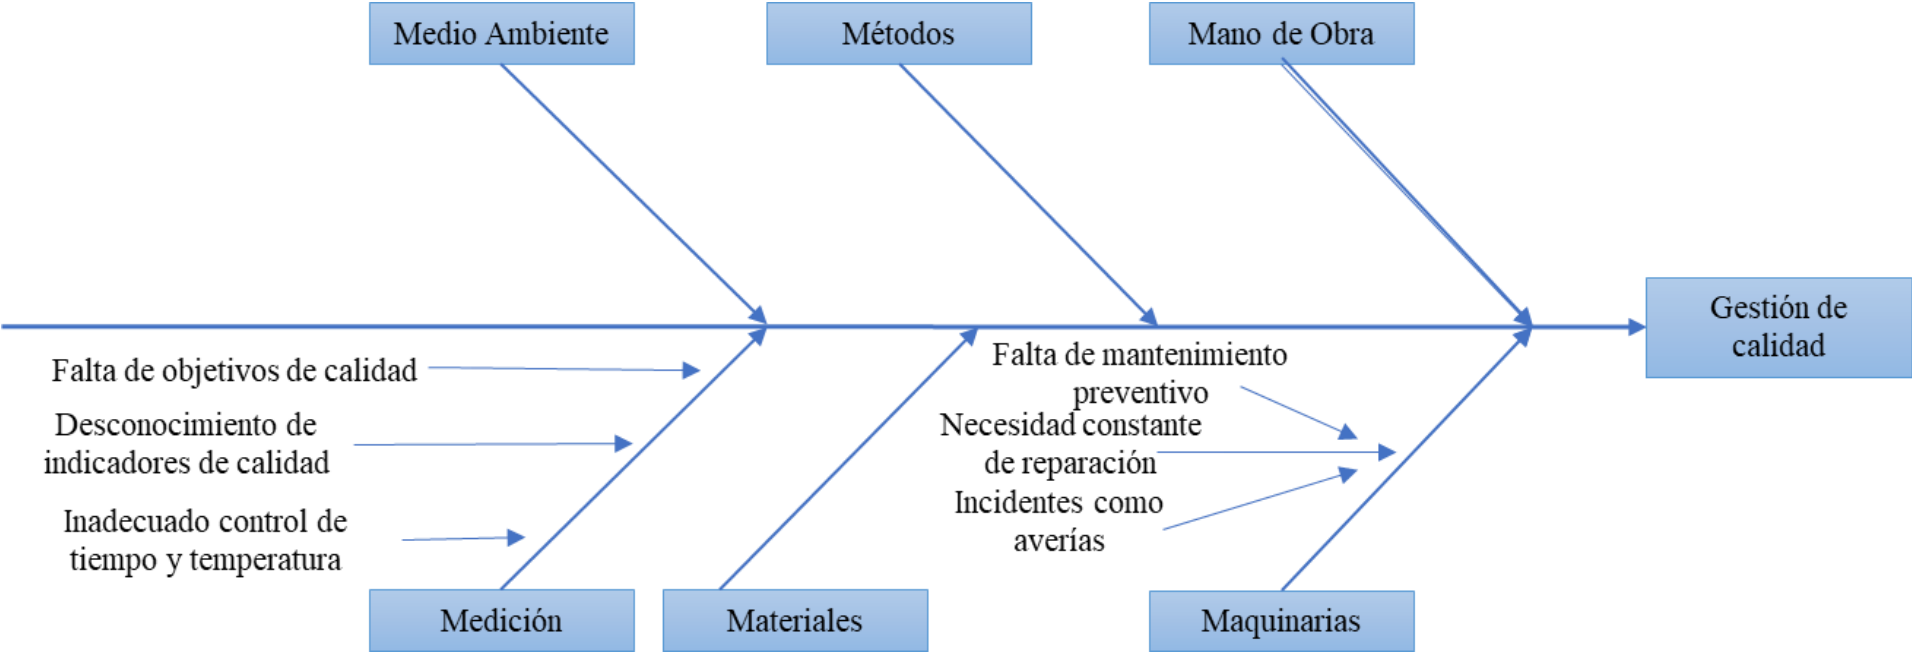 Medio Ambiente
Métodos
Mano de Obra
Gestión de
calidad
Falta de objetivos de calidad
Desconocimiento de
indicadores de calidad
Inadecuado control de
tiempo y temperatura
Falta de mantenimiento
preventivo
Necesidad constante
de reparación
Incidentes como
averías
Medición
Materiales
Maquinarias